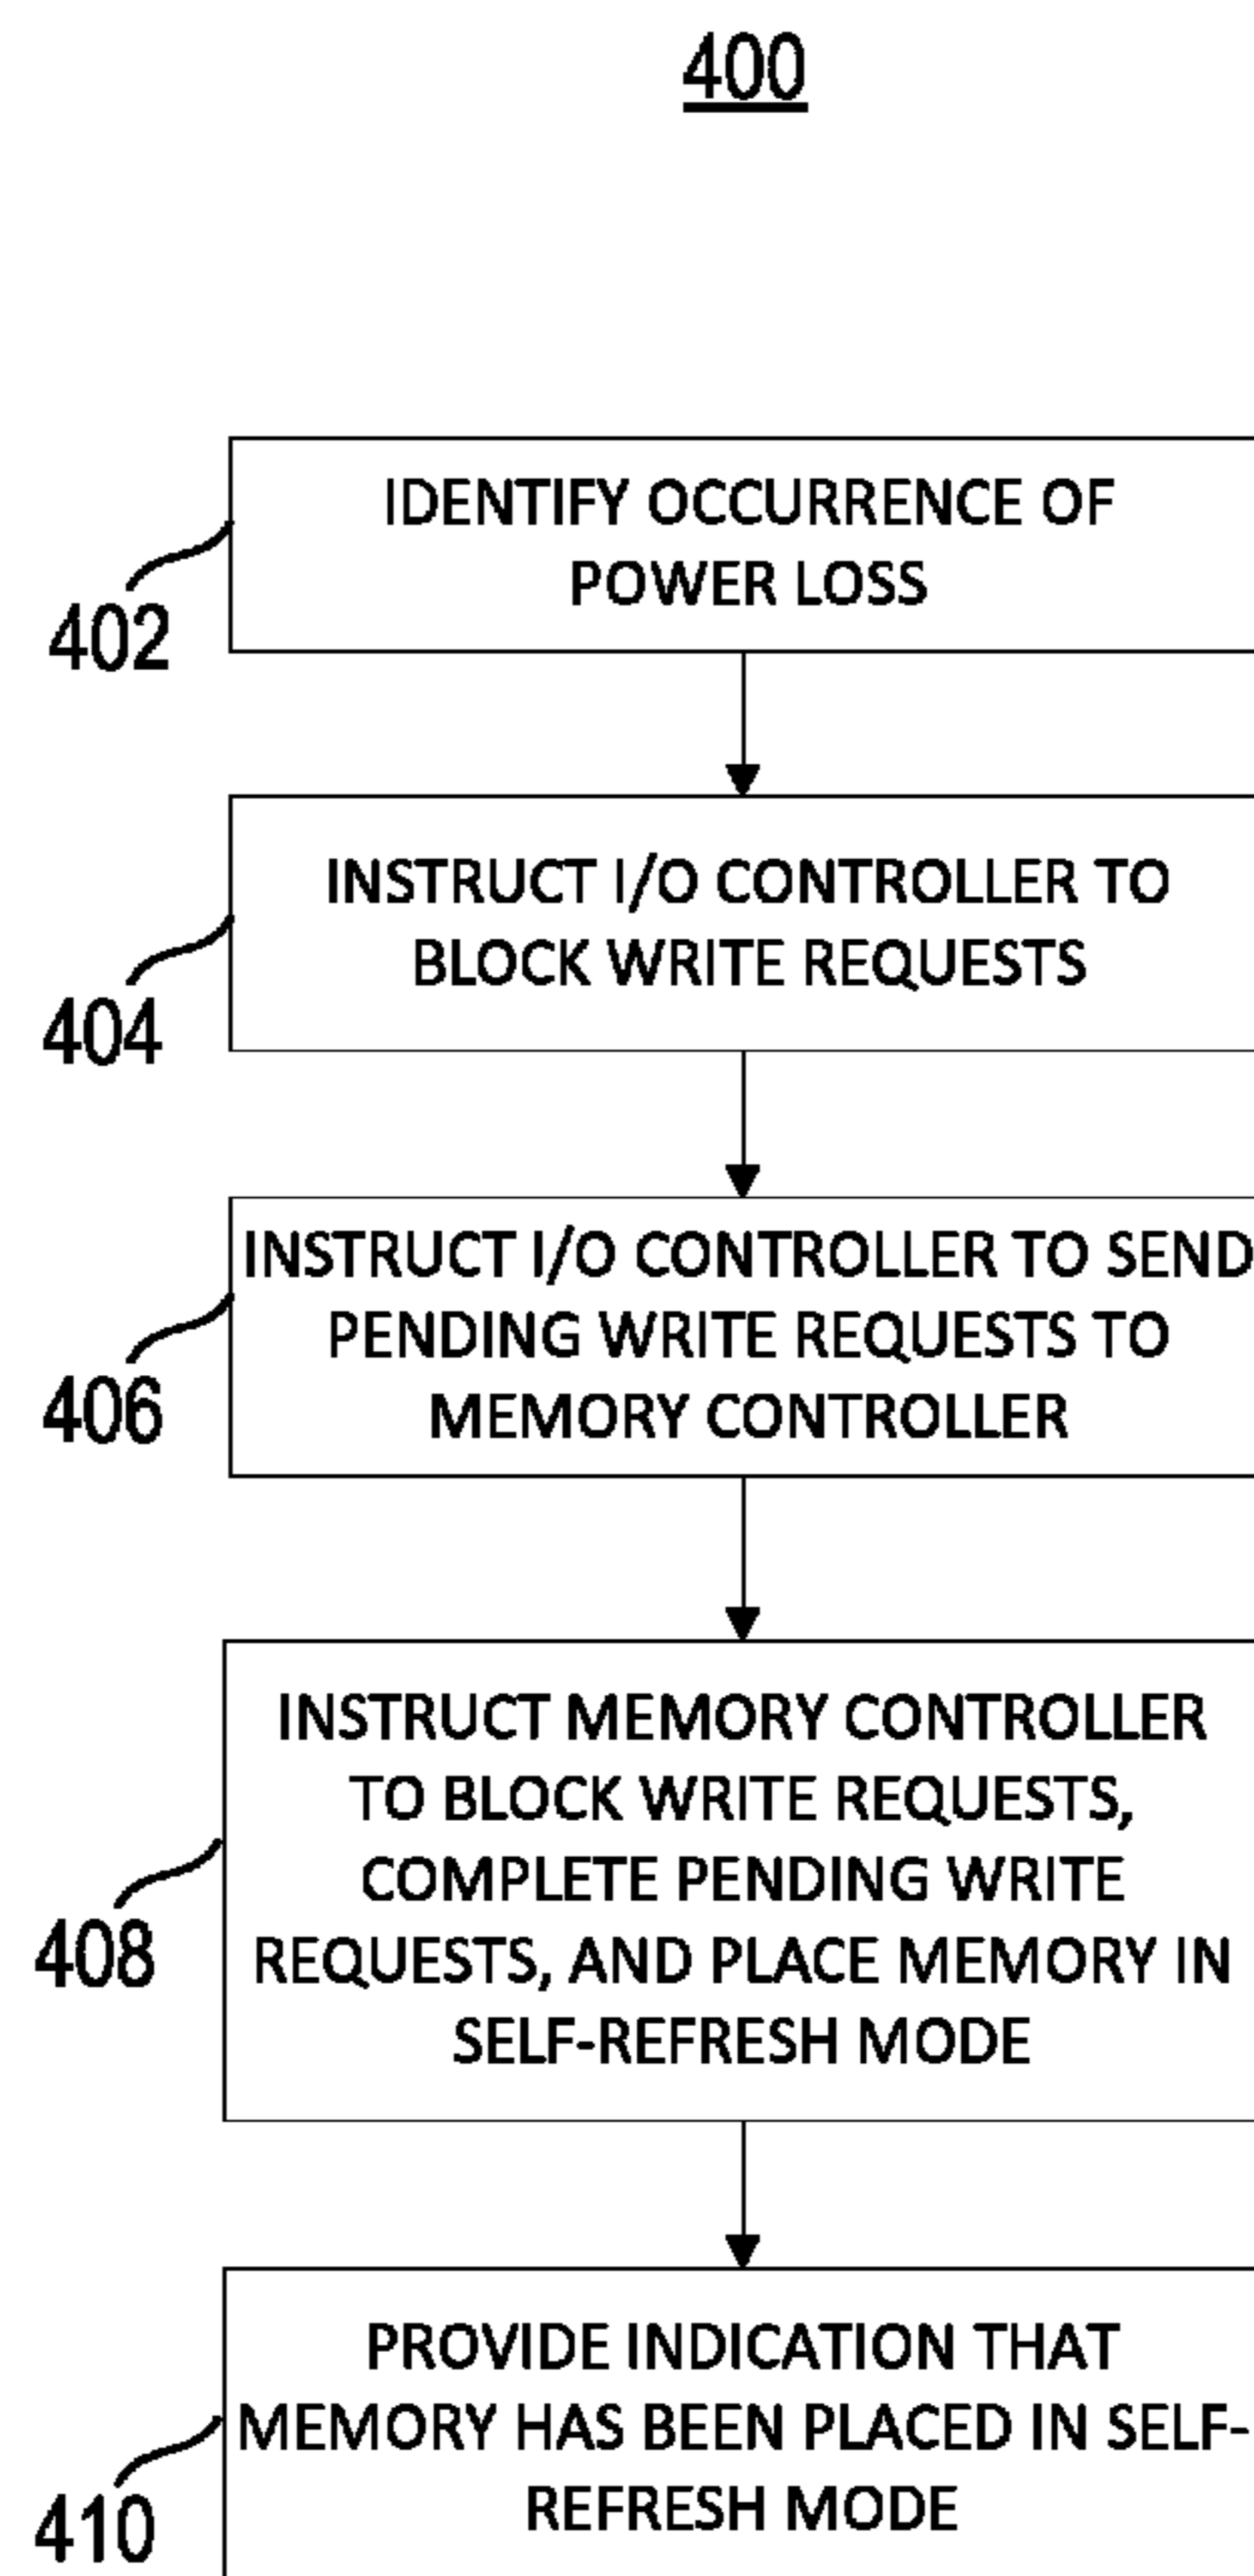 400
IDENTIFY OCCURRENCE OF
POWER LOSS
402
INSTRUCT I/O CONTROLLER TO
BLOCK WRITE REQUESTS
404
INSTRUCT I/O CONTROLLER TO SEND
PENDING WRITE REQUESTS TO
MEMORY CONTROLLER
406
INSTRUCT MEMORY CONTROLLER
TO BLOCK WRITE REQUESTS,
COMPLETE PENDING WRITE
REQUESTS, AND PLACE MEMORY IN
SELF-REFRESH MODE
408
PROVIDE INDICATION THAT
MEMORY HAS BEEN PLACED IN SELF-
REFRESH MODE
410